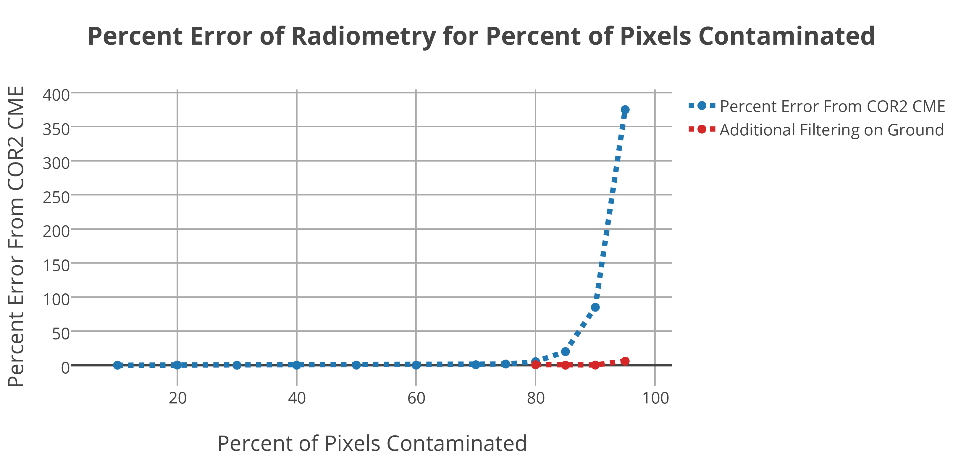 Percent Error of Radiometry for Percent of Pixels Contaminated
Percent Error From COR2 CME
400
350
300
250
200
150
100
50
0
20 40 60 80 100
Percent of Pixels Contaminated
Percent Error From COR2 CME
Additional Filtering on Ground